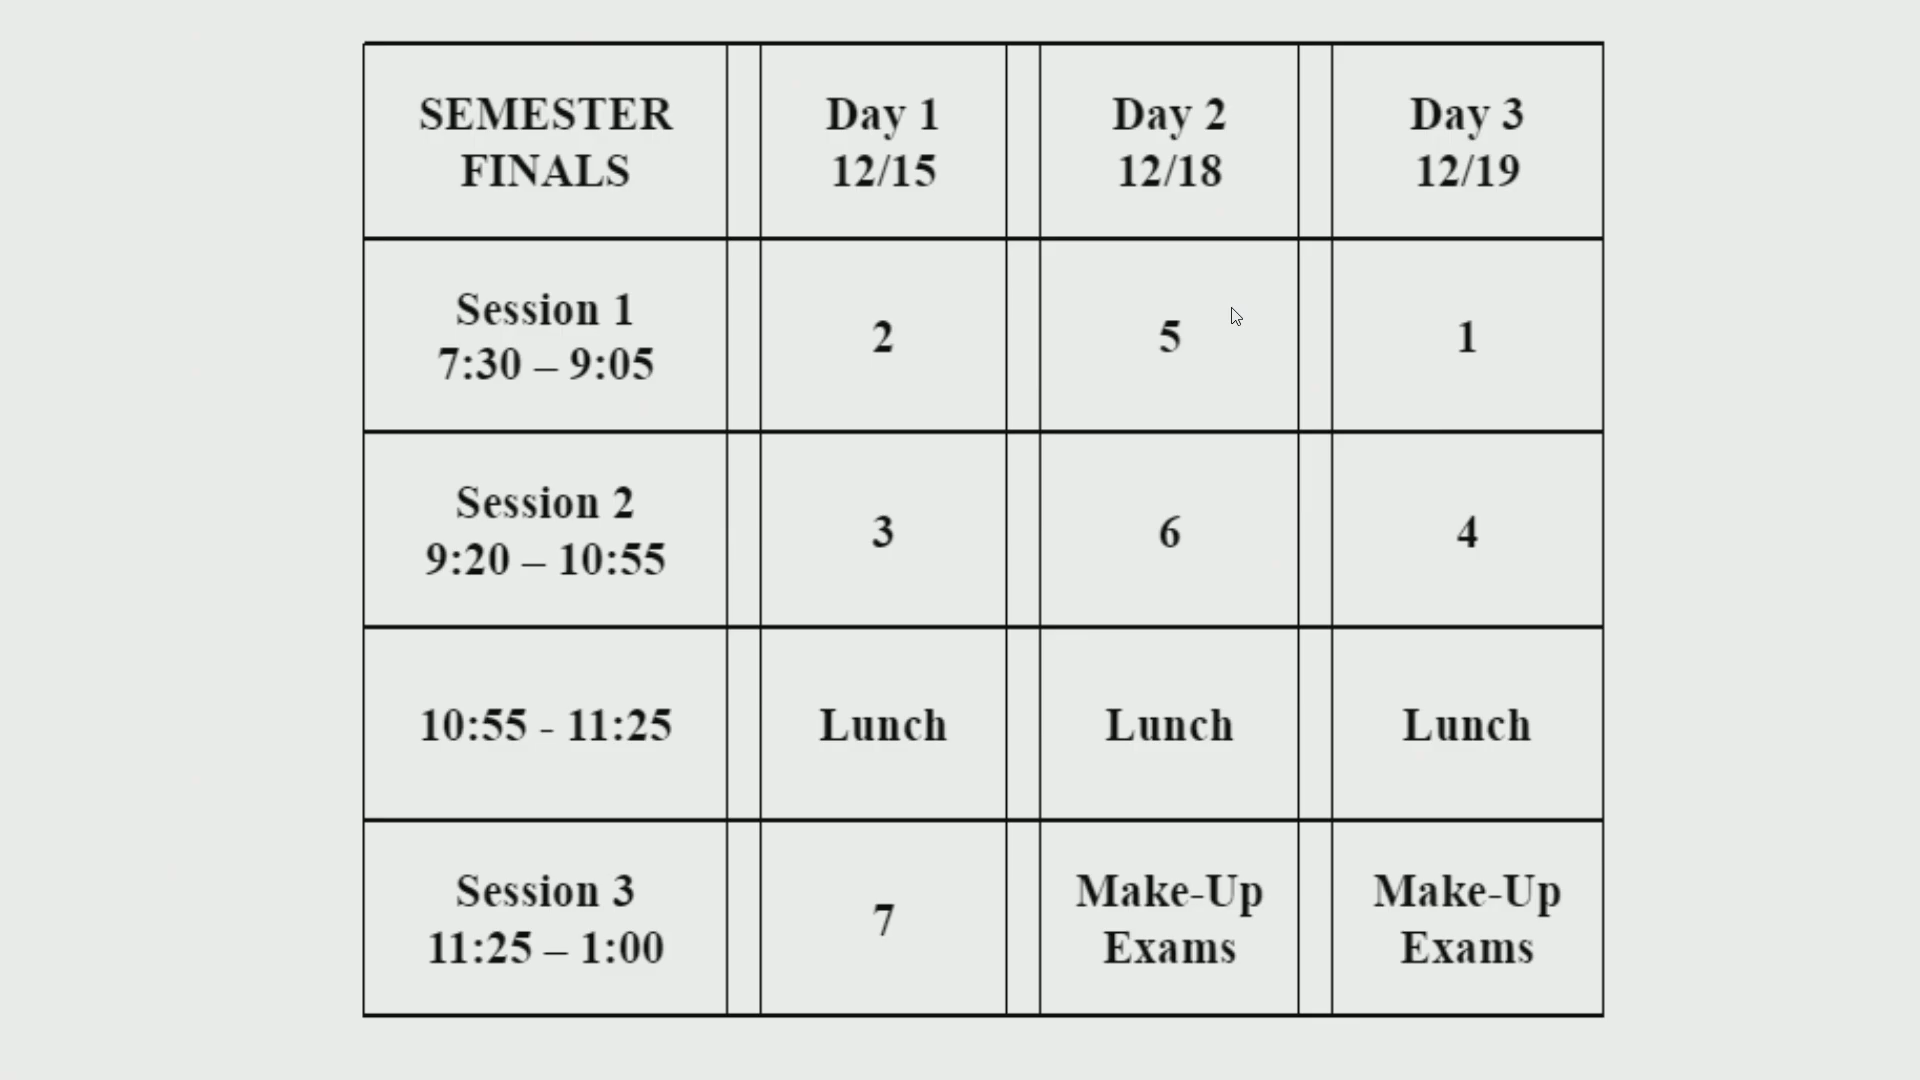 SEMESTER
FINALS
Day 1
12/15
Day 2
12/18
Day 3
12/19
Session 1
7:30 – 9:05
2
5
1
Session 2
9:20 – 10:55
3
6
4
10:55 - 11:25
Lunch
Lunch
Lunch
Session 3
11:25 – 1:00
7
Make-Up
Exams
Make-Up
Exams